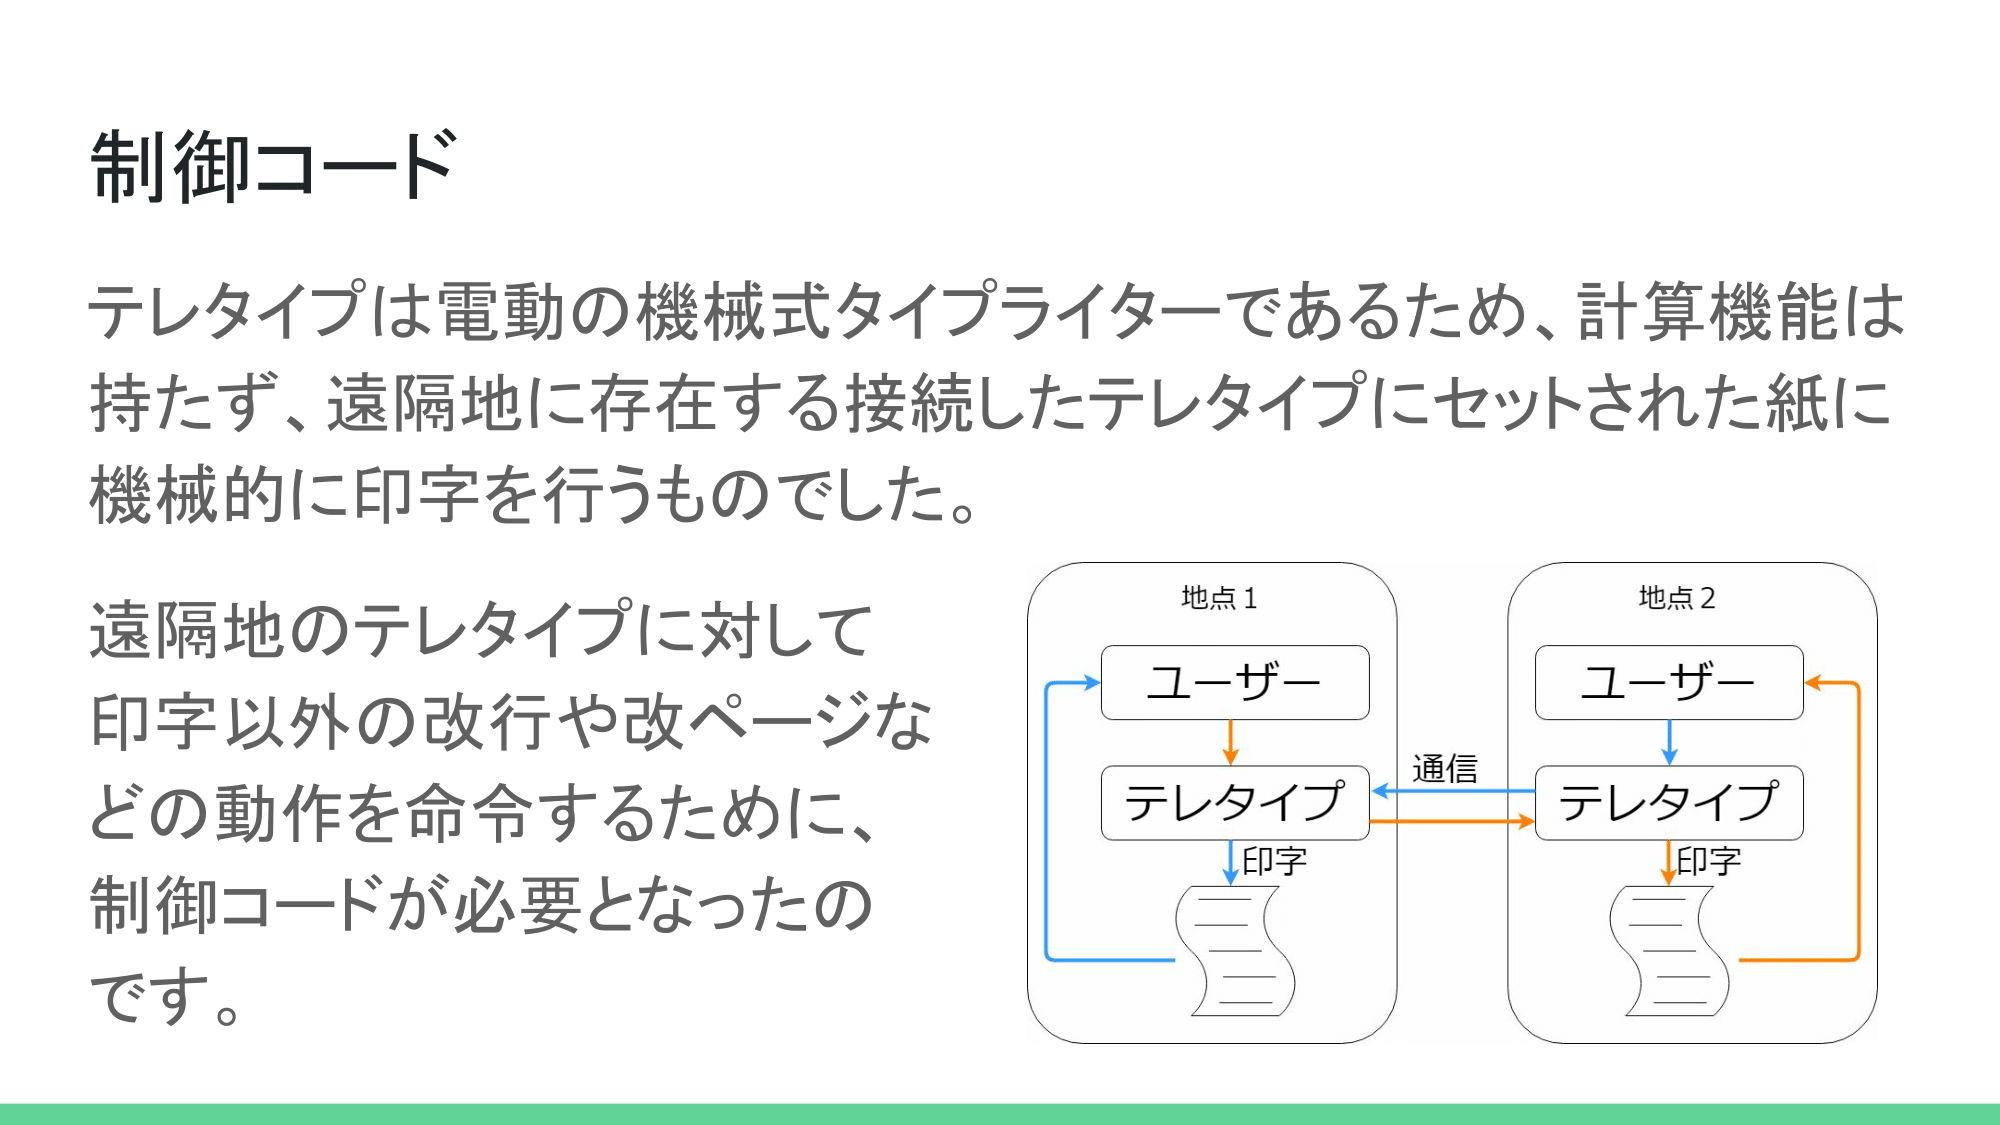 制御コード
テレタイプは電動の機械式タイプライターであるため、計算機能は
持たず、遠隔地に存在する接続したテレタイプにセットされた紙に
機械的に印字を行うものでした。
遠隔地のテレタイプに対して
印字以外の改行や改ページな
どの動作を命令するために、
制御コードが必要となったの
です。
地点１
ユーザー
テレタイプ
印字
通信
地点２
ユーザー
テレタイプ
印字